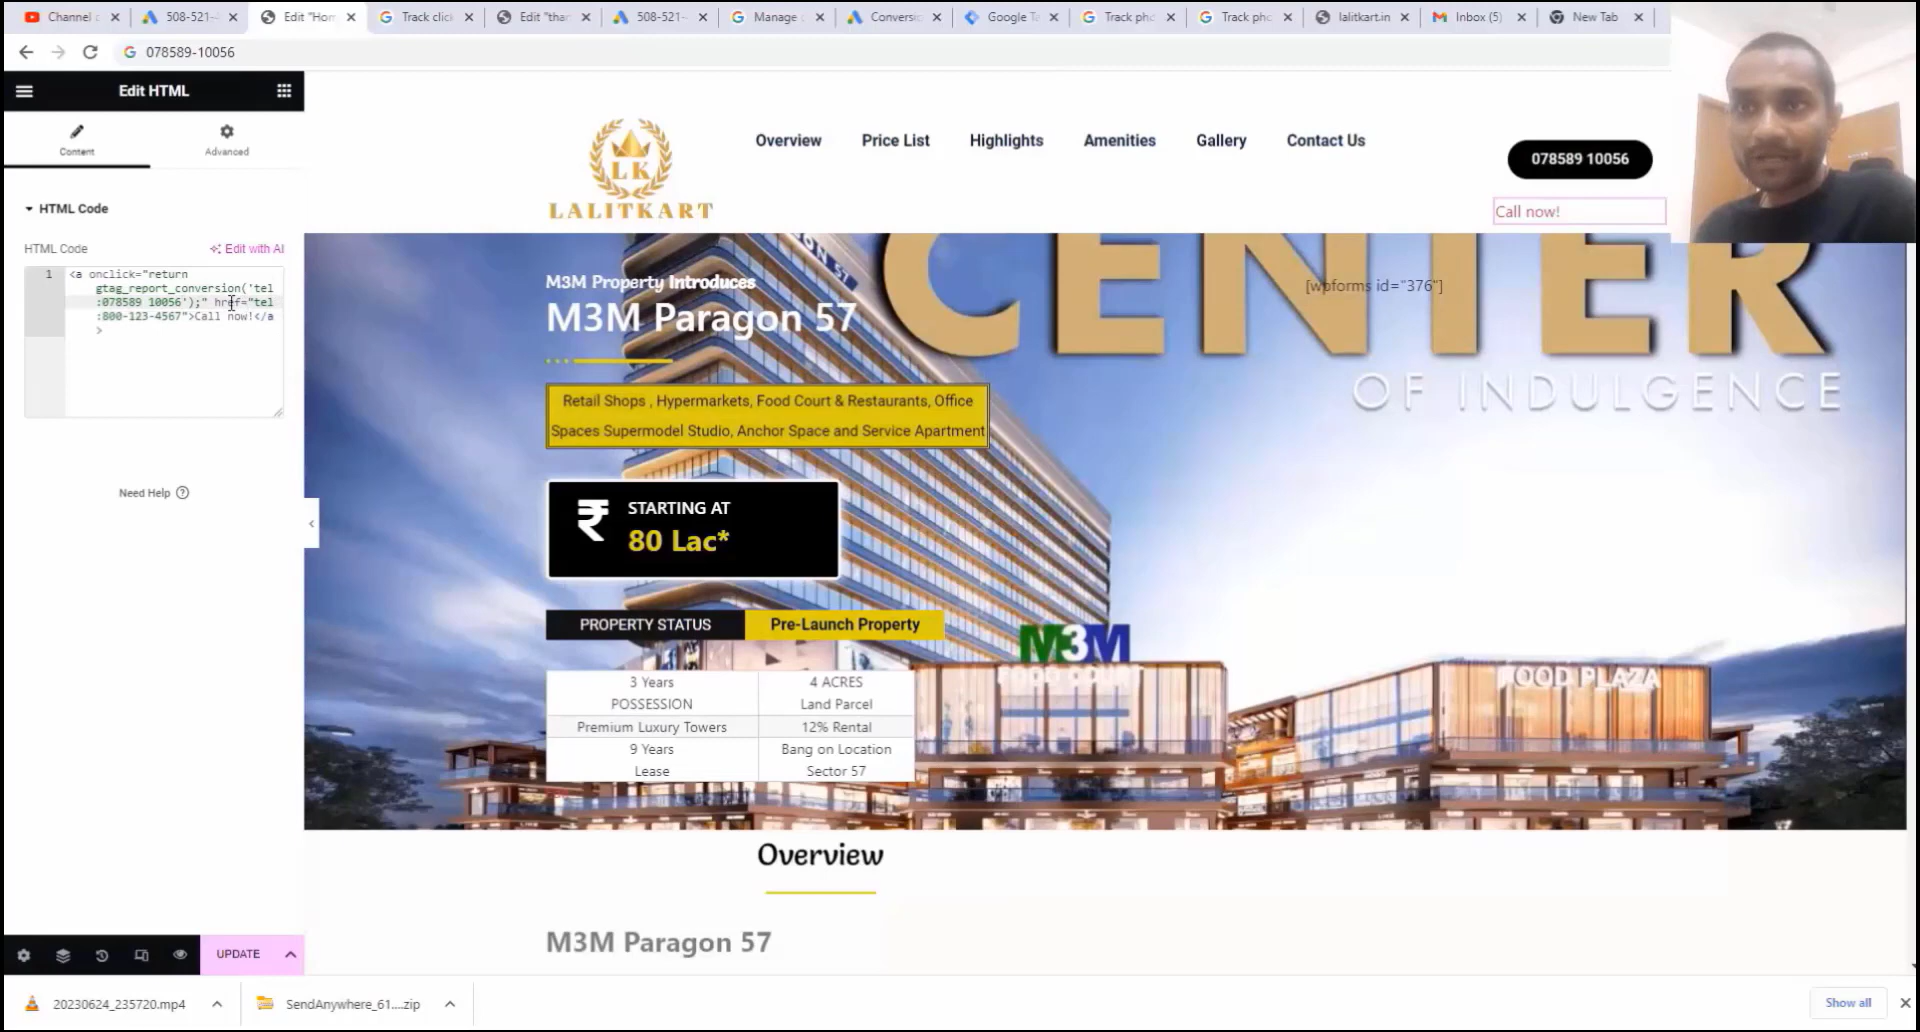 Channel c
508-521-
Edit "Hom
Track click
Edit "than
508-521-
Manage
Conversi
Google Ta
Track pho
Track pho
lalitkart.in
Inbox (5)
New Tab
078589-10056
Edit HTML
Content
Advanced
HTML Code
HTML Code
Edit with AI
1
<a onclick="return
gtag_report_conversion('tel
:078589 10056');" href="tel
:800-123-4567">Call now!</a
>
Need Help
UPDATE
LK
LALITKART
Overview
Price List
Highlights
Amenities
Gallery
Contact Us
078589 10056
Call now!
CENTER
OF INDULGENCE
ON 57
[wpforms id="376"]
M3M Property Introduces
M3M Paragon 57
Retail Shops , Hypermarkets, Food Court & Restaurants, Office
Spaces Supermodel Studio, Anchor Space and Service Apartment
₹
STARTING AT
80 Lac*
PROPERTY STATUS
Pre-Launch Property
3 Years
POSSESSION
4 ACRES
Land Parcel
Premium Luxury Towers
12% Rental
9 Years
Lease
Bang on Location
Sector 57
M3M
FOOD COURT
FOOD PLAZA
Overview
M3M Paragon 57
20230624_235720.mp4
SendAnywhere_61....zip
Show all